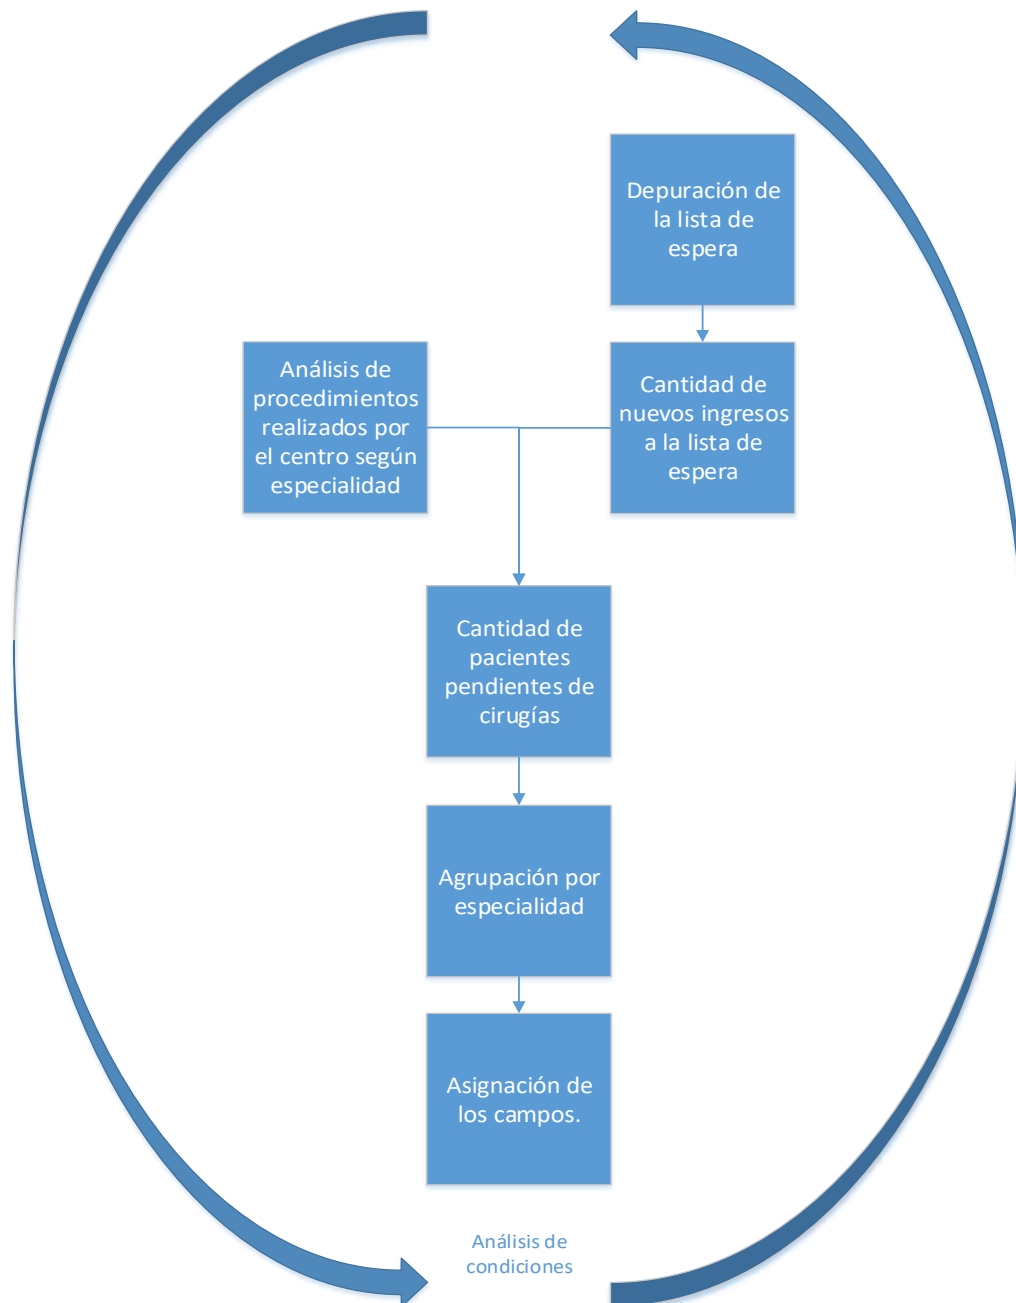 Depuración de
la lista de
espera
Análisis de
procedimientos
realizados por
el centro según
especialidad
Cantidad de
nuevos ingresos
a la lista de
espera
Cantidad de
pacientes
pendientes de
cirugías
Agrupación por
especialidad
Asignación de
los campos.
Análisis de
condiciones